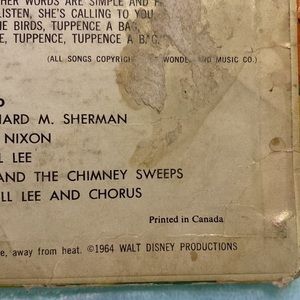 HER WORDS ARE SIMPLE AND F
LISTEN, SHE'S CALLING TO YOU
E BIRDS, TUPPENCE A BAG,
E, TUPPENCE, TUPPENCE A BAG.
(ALL SONGS COPYRIGH WONDE AND MUSIC CO.)
HARD M. SHERMAN
NIXON
L LEE
AND THE CHIMNEY SWEEPS
LL LEE AND CHORUS
Printed in Canada
e, away from heat. ©1964 WALT DISNEY PRODUCTIONS